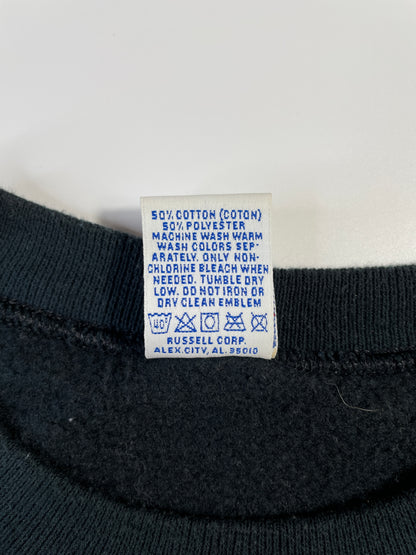 50% COTTON (COTON)
50% POLYESTER
MACHINE WASH WARM
WASH COLORS SEP-
ARATELY. ONLY NON-
CHLORINE BLEACH WHEN
NEEDED. TUMBLE DRY
LOW. DO NOT IRON OR
DRY CLEAN EMBLEM
40°
RUSSELL CORP.
ALEX. CITY, AL. 35010